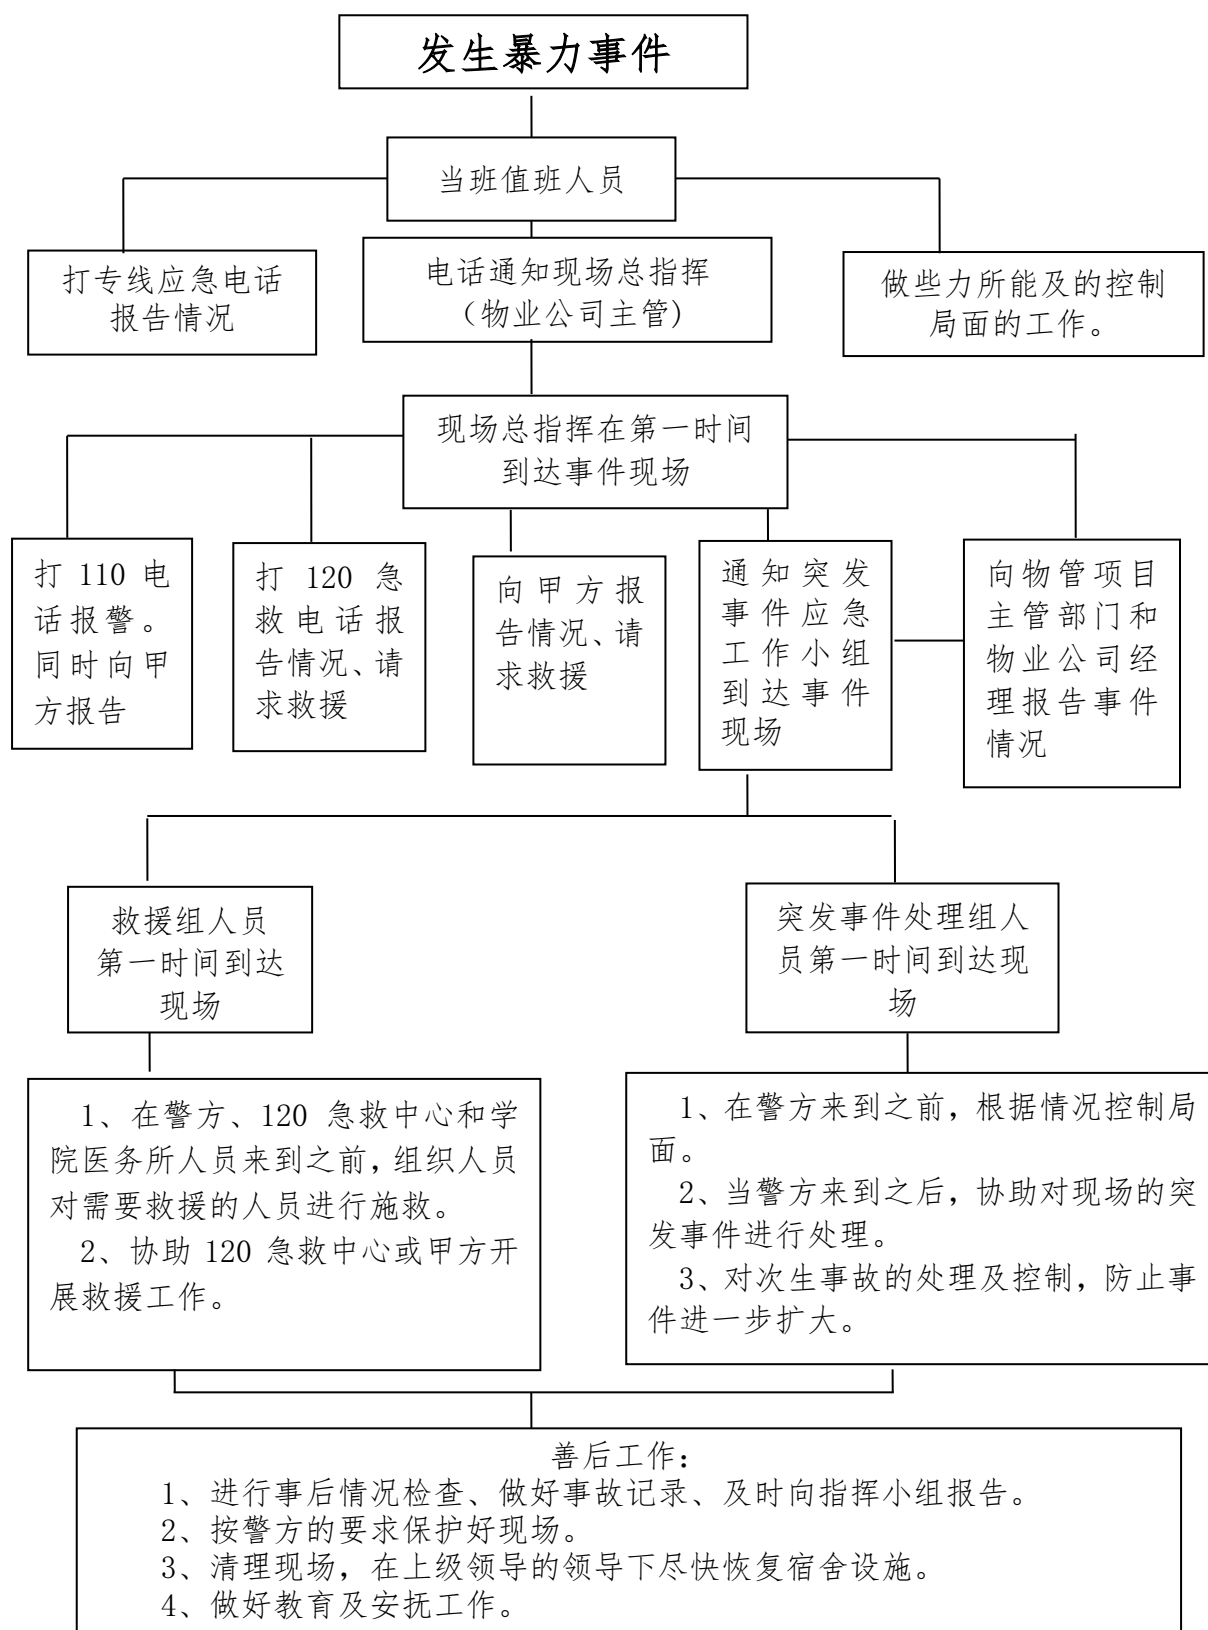 发生暴力事件
当班值班人员
打专线应急电话
报告情况
电话通知现场总指挥
（物业公司主管)
做些力所能及的控制
局面的工作。
现场总指挥在第一时间
到达事件现场
打 110 电
话报警。
同时向甲
方报告
打 120 急
救电话报
告情况、请
求救援
向甲方报
告情况、请
求救援
通知突发
事件应急
工作小组
到达事件
现场
向物管项目
主管部门和
物业公司经
理报告事件
情况
救援组人员
第一时间到达
现场
突发事件处理组人
员第一时间到达现
场
1、在警方、120 急救中心和学
院医务所人员来到之前，组织人员
对需要救援的人员进行施救。
2、协助 120 急救中心或甲方开
展救援工作。
1、在警方来到之前，根据情况控制局
面。
2、当警方来到之后，协助对现场的突
发事件进行处理。
3、对次生事故的处理及控制，防止事
件进一步扩大。
善后工作：
1、进行事后情况检查、做好事故记录、及时向指挥小组报告。
2、按警方的要求保护好现场。
3、清理现场，在上级领导的领导下尽快恢复宿舍设施。
4、做好教育及安抚工作。